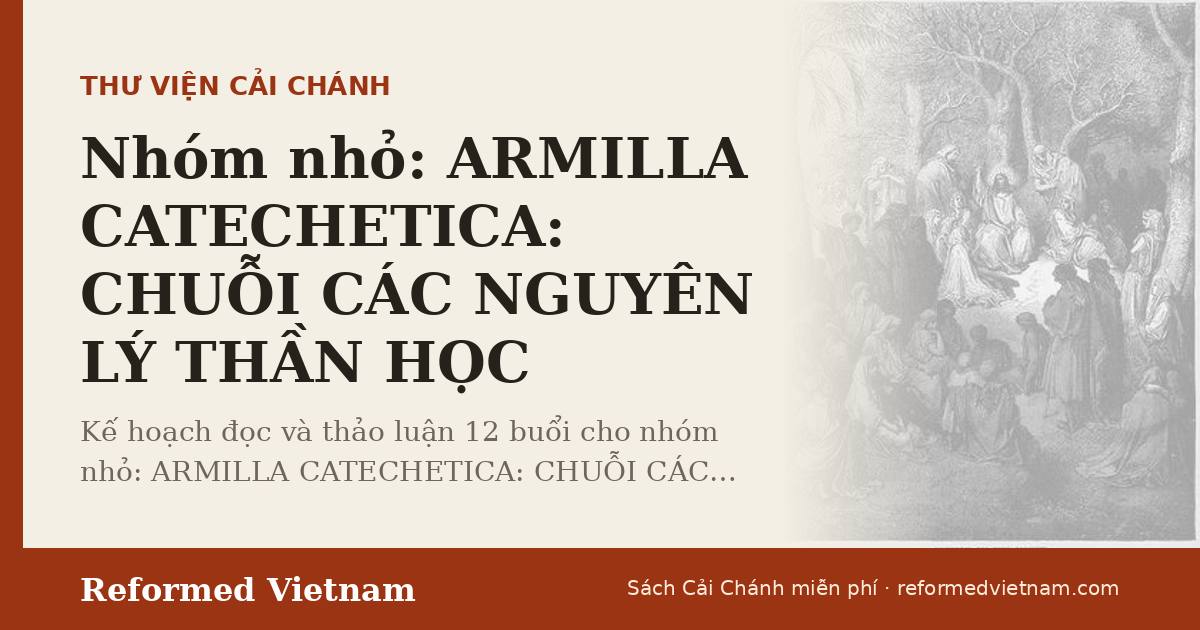 THƯ VIỆN CẢI CHÁNH
Nhóm nhỏ: ARMILLA
CATECHETICA:
CHUỖI CÁC NGUYÊN
LÝ THẦN HỌC
Kế hoạch đọc và thảo luận 12 buổi cho nhóm
nhỏ: ARMILLA CATECHETICA: CHUỖI CÁC...
Reformed Vietnam
Sách Cải Chánh miễn phí · reformedvietnam.com